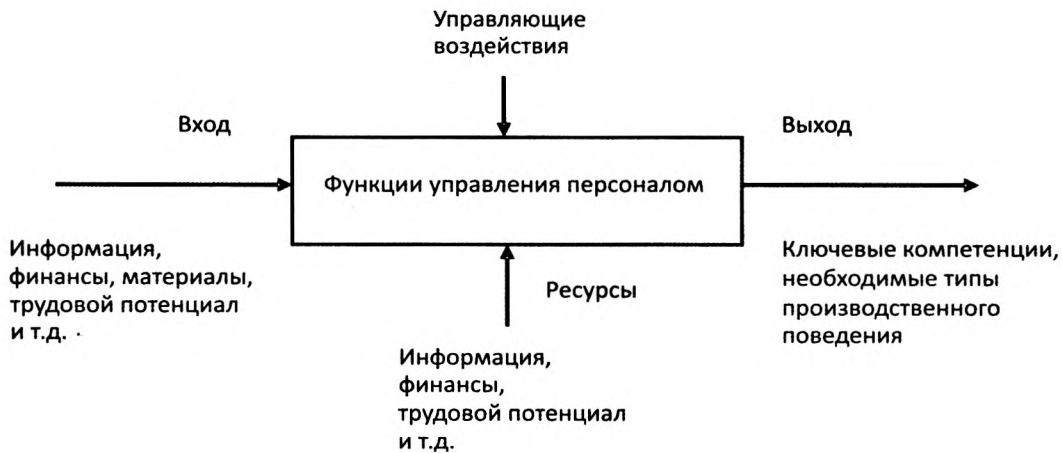 Управляющие
воздействия
Вход
Выход
Функции управления персоналом
Информация,
финансы, материалы,
трудовой потенциал
и т.д.
Ресурсы
Ключевые компетенции,
необходимые типы
производственного
поведения
Информация,
финансы,
трудовой потенциал
и т.д.